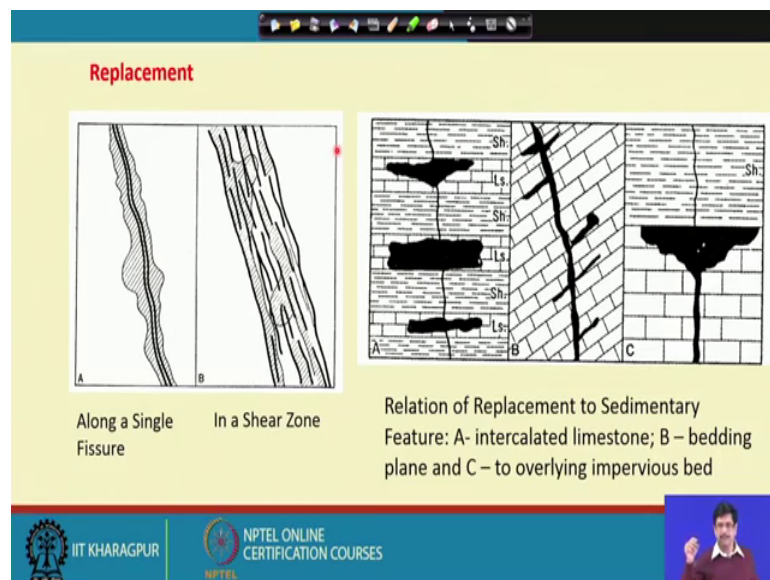 Replacement
A
B
Along a Single
Fissure
In a Shear Zone
Sh.
Ls.
Sh.
Ls.
Sh.
Ls.
A
B
Sh.
C
Relation of Replacement to Sedimentary
Feature: A- intercalated limestone; B – bedding
plane and C – to overlying impervious bed
IIT KHARAGPUR
NPTEL ONLINE
CERTIFICATION COURSES
NPTEL